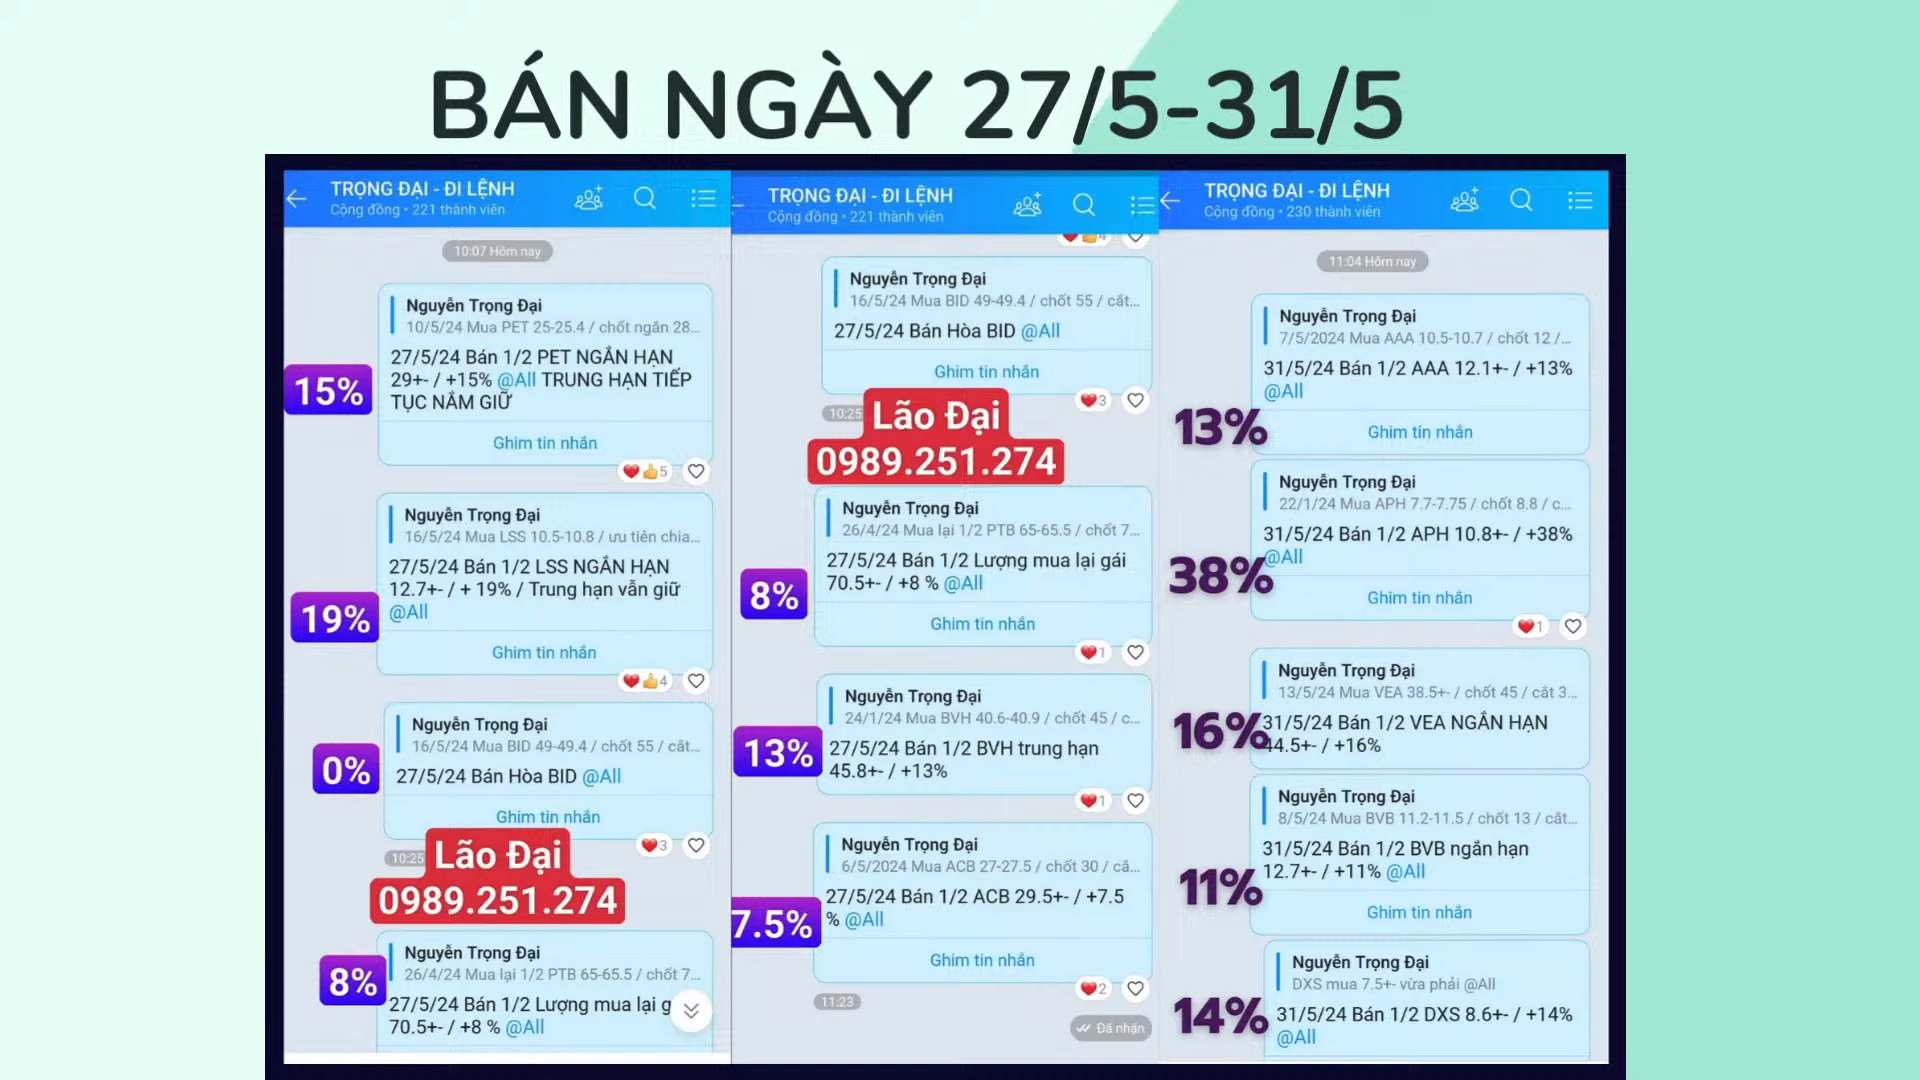 BÁN NGÀY 27/5-31/5
TRỌNG ĐẠI - ĐI LỆNH
Cộng đồng • 221 thành viên
10:07 Hôm nay
Nguyễn Trọng Đại
10/5/24 Mua PET 25-25.4 / chốt ngắn 28...
27/5/24 Bán 1/2 PET NGẮN HẠN
29+- / +15% @All TRUNG HẠN TIẾP
TỤC NẮM GIỮ
15%
Ghim tin nhắn
5
Nguyễn Trọng Đại
16/5/24 Mua LSS 10.5-10.8 / ưu tiên chia...
27/5/24 Bán 1/2 LSS NGẮN HẠN
12.7+- / + 19% / Trung hạn vẫn giữ
@All
19%
Ghim tin nhắn
4
Nguyễn Trọng Đại
16/5/24 Mua BID 49-49.4 / chốt 55 / cắt...
27/5/24 Bán Hòa BID @All
0%
Ghim tin nhắn
3
10:25
Lão Đại
0989.251.274
Nguyễn Trọng Đại
26/4/24 Mua lại 1/2 PTB 65-65.5 / chốt 7...
27/5/24 Bán 1/2 Lượng mua lại g
70.5+- / +8 % @All
8%
TRỌNG ĐẠI - ĐI LỆNH
Cộng đồng • 221 thành viên
4
Nguyễn Trọng Đại
16/5/24 Mua BID 49-49.4 / chốt 55 / cắt...
27/5/24 Bán Hòa BID @All
Ghim tin nhắn
3
10:25
Lão Đại
0989.251.274
Nguyễn Trọng Đại
26/4/24 Mua lại 1/2 PTB 65-65.5 / chốt 7...
27/5/24 Bán 1/2 Lượng mua lại gái
70.5+- / +8 % @All
8%
Ghim tin nhắn
1
Nguyễn Trọng Đại
24/1/24 Mua BVH 40.6-40.9 / chốt 45 / c...
27/5/24 Bán 1/2 BVH trung hạn
45.8+- / +13%
13%
1
Nguyễn Trọng Đại
6/5/2024 Mua ACB 27-27.5 / chốt 30 / cắ...
27/5/24 Bán 1/2 ACB 29.5+- / +7.5
% @All
7.5%
Ghim tin nhắn
2
11:23
Đã nhận
TRỌNG ĐẠI - ĐI LỆNH
Cộng đồng • 230 thành viên
11:04 Hôm nay
Nguyễn Trọng Đại
7/5/2024 Mua AAA 10.5-10.7 / chốt 12 /...
31/5/24 Bán 1/2 AAA 12.1+- / +13%
@All
13%
Ghim tin nhắn
Nguyễn Trọng Đại
22/1/24 Mua APH 7.7-7.75 / chốt 8.8 / c...
31/5/24 Bán 1/2 APH 10.8+- / +38%
@All
38%
Ghim tin nhắn
1
Nguyễn Trọng Đại
13/5/24 Mua VEA 38.5+- / chốt 45 / cắt 3...
31/5/24 Bán 1/2 VEA NGẮN HẠN
44.5+- / +16%
16%
Nguyễn Trọng Đại
8/5/24 Mua BVB 11.2-11.5 / chốt 13 / cắt...
31/5/24 Bán 1/2 BVB ngắn hạn
12.7+- / +11% @All
11%
Ghim tin nhắn
Nguyễn Trọng Đại
DXS mua 7.5+- vừa phải @All
31/5/24 Bán 1/2 DXS 8.6+- / +14%
@All
14%